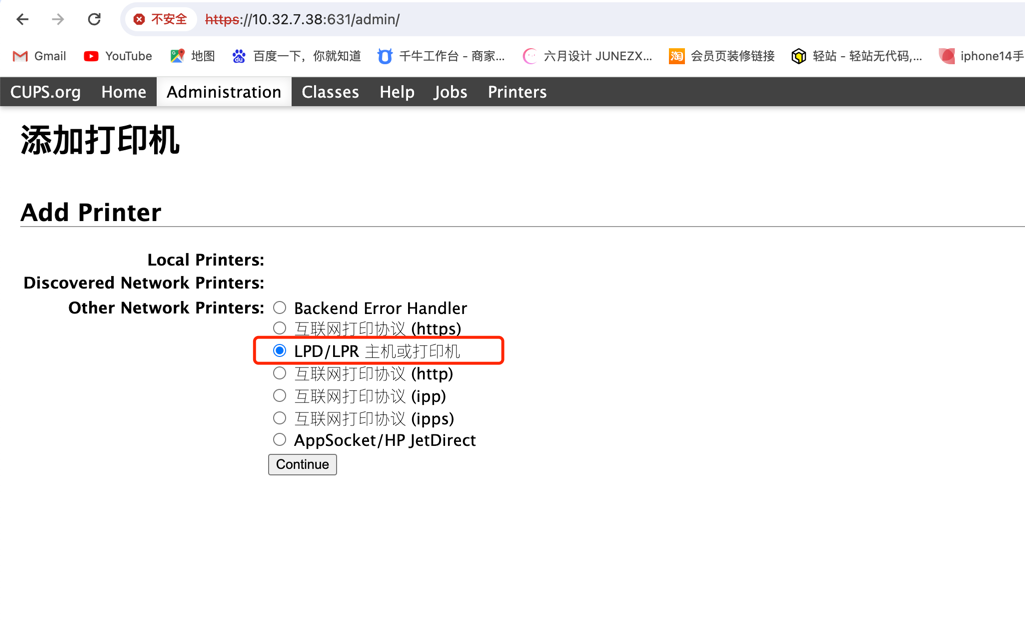 不安全 https://10.32.7.38:631/admin/
Gmail YouTube 地图 百度一下，你就知道 千牛工作台 - 商家... 六月设计 JUNEZX... 淘 会员页装修链接 轻站 - 轻站无代码,... iphone14手
CUPS.org Home Administration Classes Help Jobs Printers
添加打印机
Add Printer
Local Printers:
Discovered Network Printers:
Other Network Printers: Backend Error Handler
互联网打印协议 (https)
LPD/LPR 主机或打印机
互联网打印协议 (http)
互联网打印协议 (ipp)
互联网打印协议 (ipps)
AppSocket/HP JetDirect
Continue